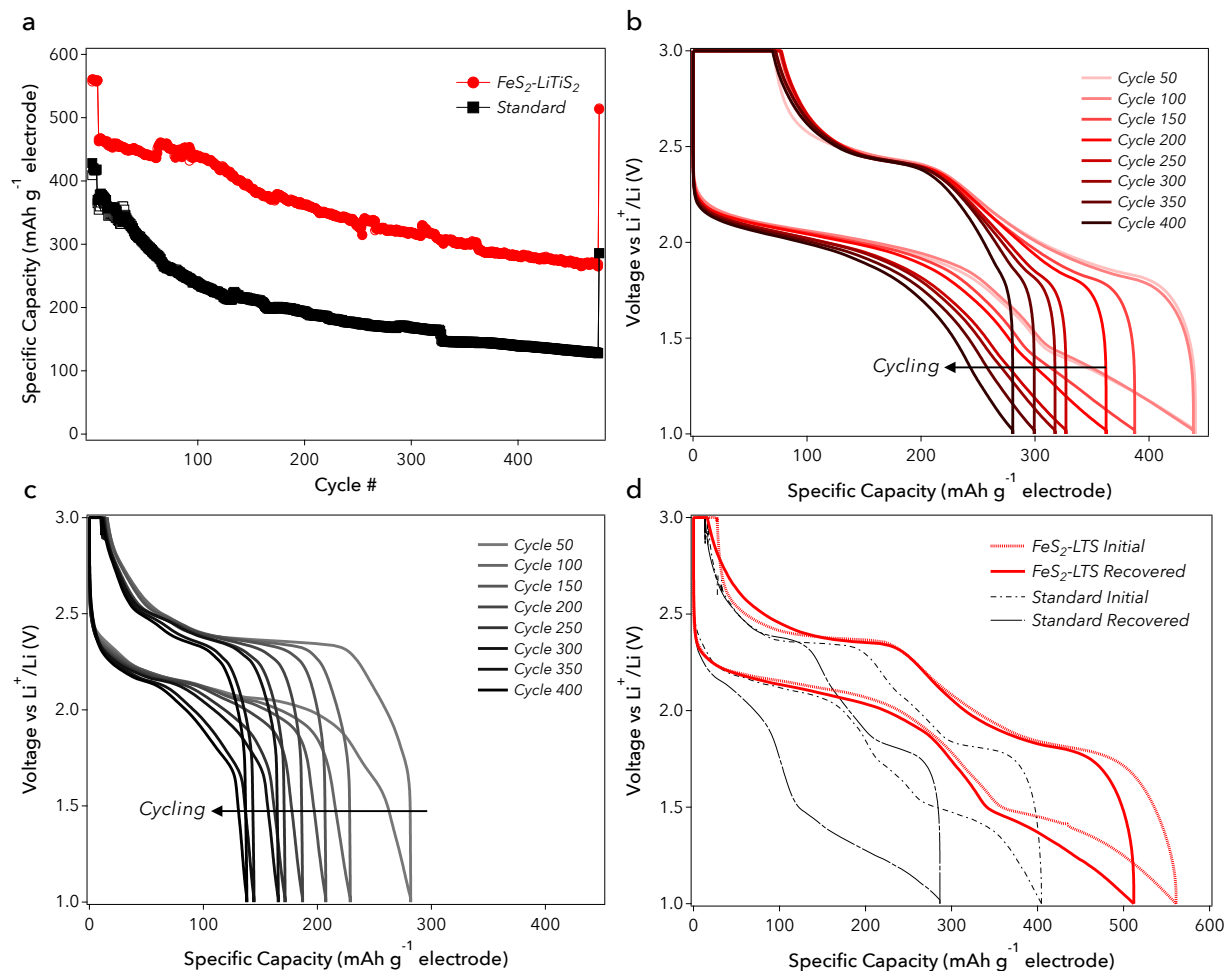 a
Specific Capacity (mAh g⁻¹ electrode)
600
500
400
300
200
100
0
FeS₂-LiTiS₂
Standard
100
200
300
400
Cycle #
b
Voltage vs Li⁺/Li (V)
3.0
2.5
2.0
1.5
1.0
Cycle 50
Cycle 100
Cycle 150
Cycle 200
Cycle 250
Cycle 300
Cycle 350
Cycle 400
Cycling
0
100
200
300
400
Specific Capacity (mAh g⁻¹ electrode)
c
Voltage vs Li⁺/Li (V)
3.0
2.5
2.0
1.5
1.0
Cycle 50
Cycle 100
Cycle 150
Cycle 200
Cycle 250
Cycle 300
Cycle 350
Cycle 400
Cycling
0
100
200
300
400
Specific Capacity (mAh g⁻¹ electrode)
d
Voltage vs Li⁺/Li (V)
3.0
2.5
2.0
1.5
1.0
FeS₂-LTS Initial
FeS₂-LTS Recovered
Standard Initial
Standard Recovered
0
100
200
300
400
500
600
Specific Capacity (mAh g⁻¹ electrode)